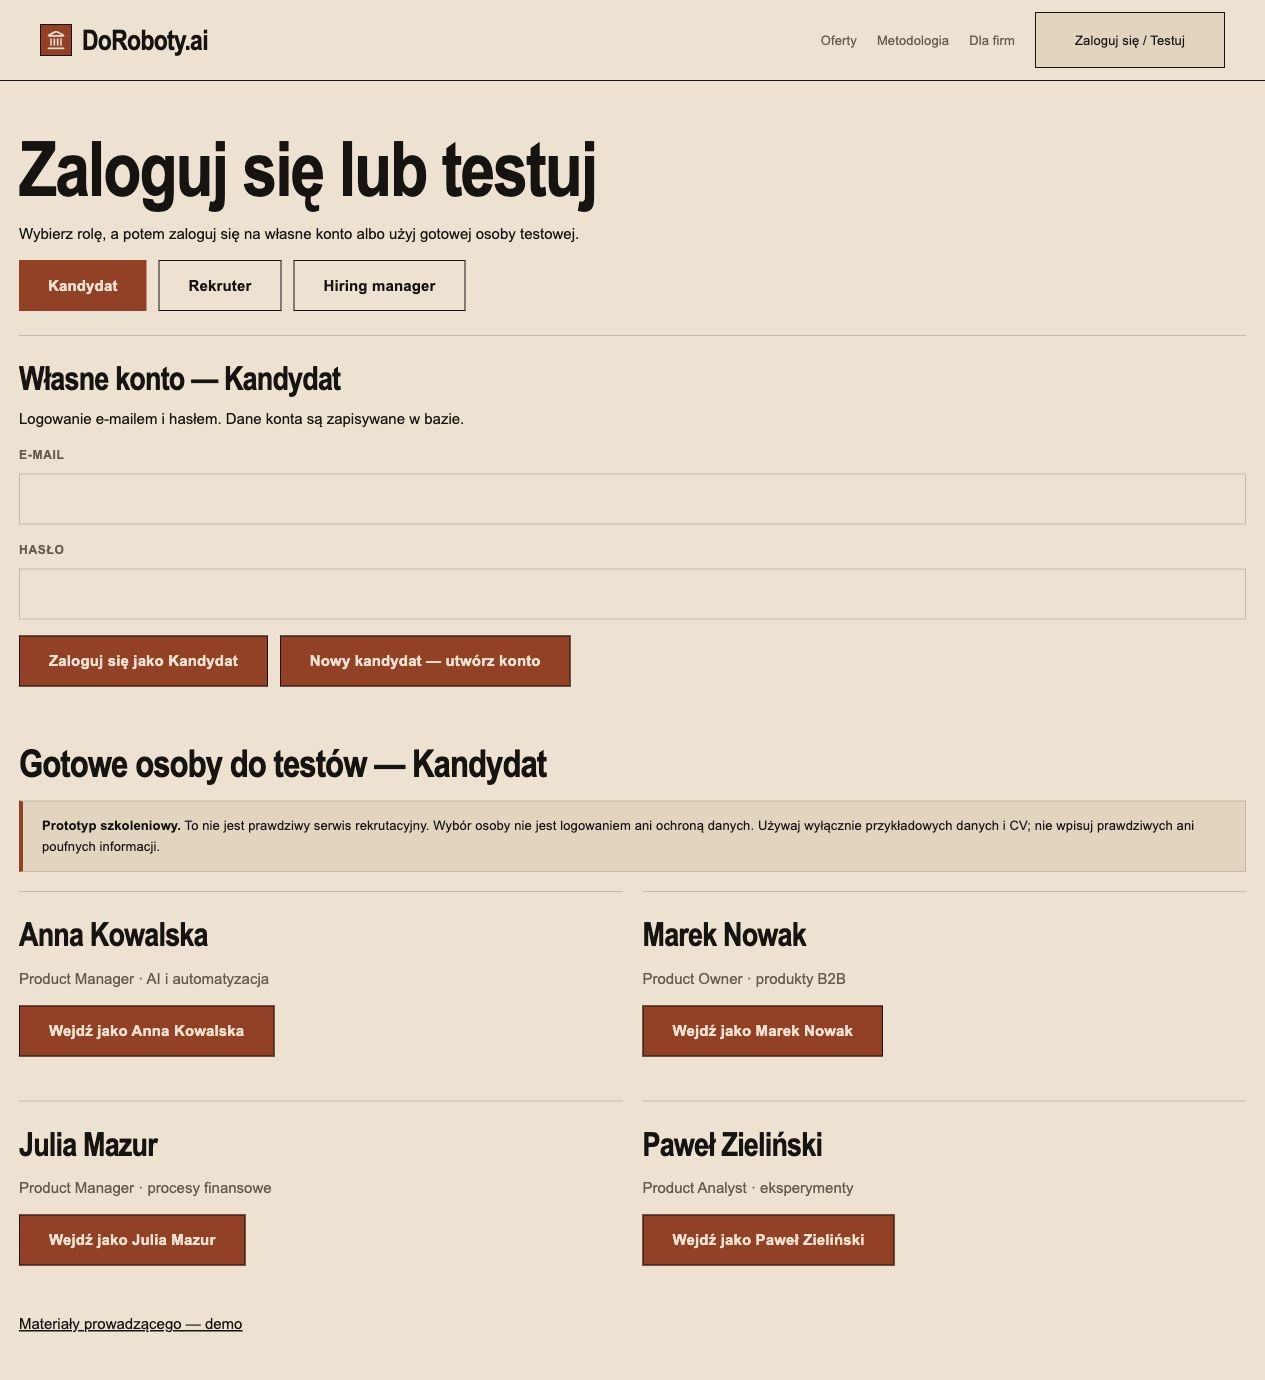 DoRoboty.ai
Oferty
Metodologia
Dla firm
Zaloguj się / Testuj
Zaloguj się lub testuj
Wybierz rolę, a potem zaloguj się na własne konto albo użyj gotowej osoby testowej.
Kandydat
Rekruter
Hiring manager
Własne konto — Kandydat
Logowanie e-mailem i hasłem. Dane konta są zapisywane w bazie.
E-MAIL
HASŁO
Zaloguj się jako Kandydat
Nowy kandydat — utwórz konto
Gotowe osoby do testów — Kandydat
Prototyp szkoleniowy. To nie jest prawdziwy serwis rekrutacyjny. Wybór osoby nie jest logowaniem ani ochroną danych. Używaj wyłącznie przykładowych danych i CV; nie wpisuj prawdziwych ani
poufnych informacji.
Anna Kowalska
Product Manager · AI i automatyzacja
Wejdź jako Anna Kowalska
Marek Nowak
Product Owner · produkty B2B
Wejdź jako Marek Nowak
Julia Mazur
Product Manager · procesy finansowe
Wejdź jako Julia Mazur
Paweł Zieliński
Product Analyst · eksperymenty
Wejdź jako Paweł Zieliński
Materiały prowadzącego — demo